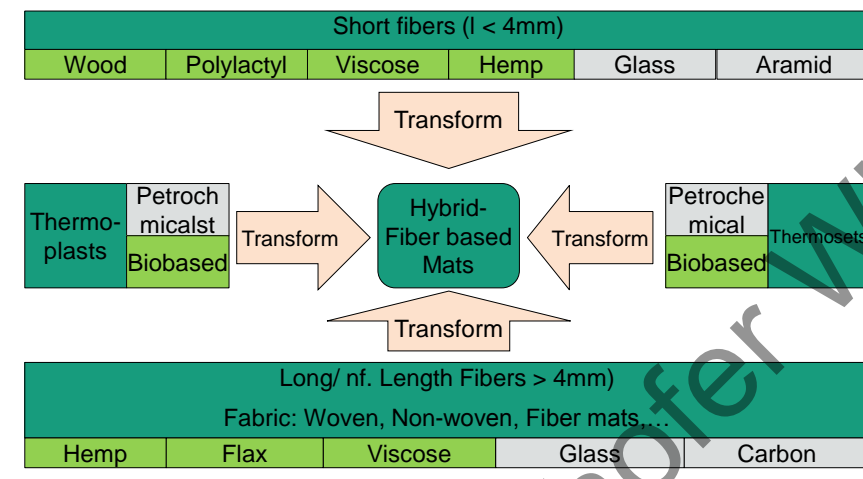 Short fibers (l < 4mm)
Wood Polylactyl Viscose Hemp Glass Aramid
Transform
Thermo-
plasts
Petroch
micalst
Biobased
Transform
Hybrid-
Fiber based
Mats
Transform
Petroche
mical
Biobased
Thermosets
Transform
Long/ nf. Length Fibers > 4mm)
Fabric: Woven, Non-woven, Fiber mats,…
Hemp Flax Viscose Glass Carbon